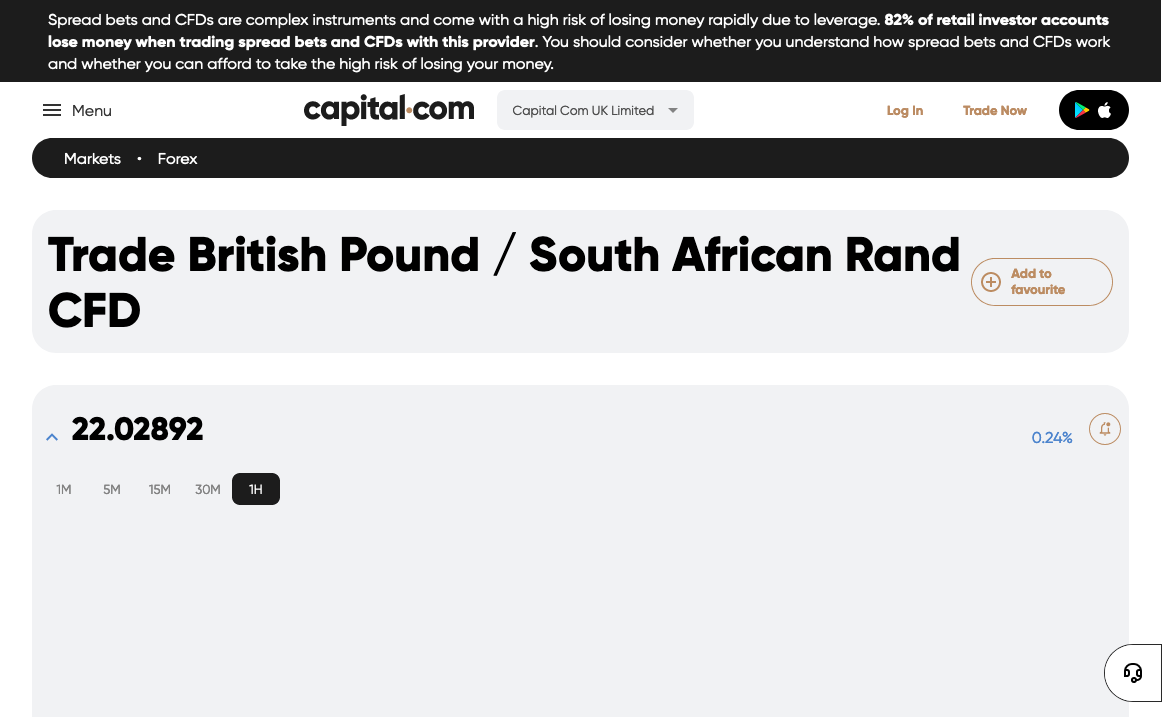 Spread bets and CFDs are complex instruments and come with a high risk of losing money rapidly due to leverage. 82% of retail investor accounts
lose money when trading spread bets and CFDs with this provider. You should consider whether you understand how spread bets and CFDs work
and whether you can afford to take the high risk of losing your money.
Menu
capital.com
Capital Com UK Limited
Log In
Trade Now
Markets • Forex
Trade British Pound / South African Rand
CFD
Add to
favourite
22.02892
0.24%
1M 5M 15M 30M 1H